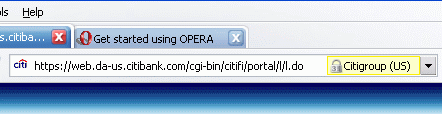 ols Help
s.citiba... Get started using OPERA
citi https://web.da-us.citibank.com/cgi-bin/citifi/portal/l/l.do Citigroup (US)